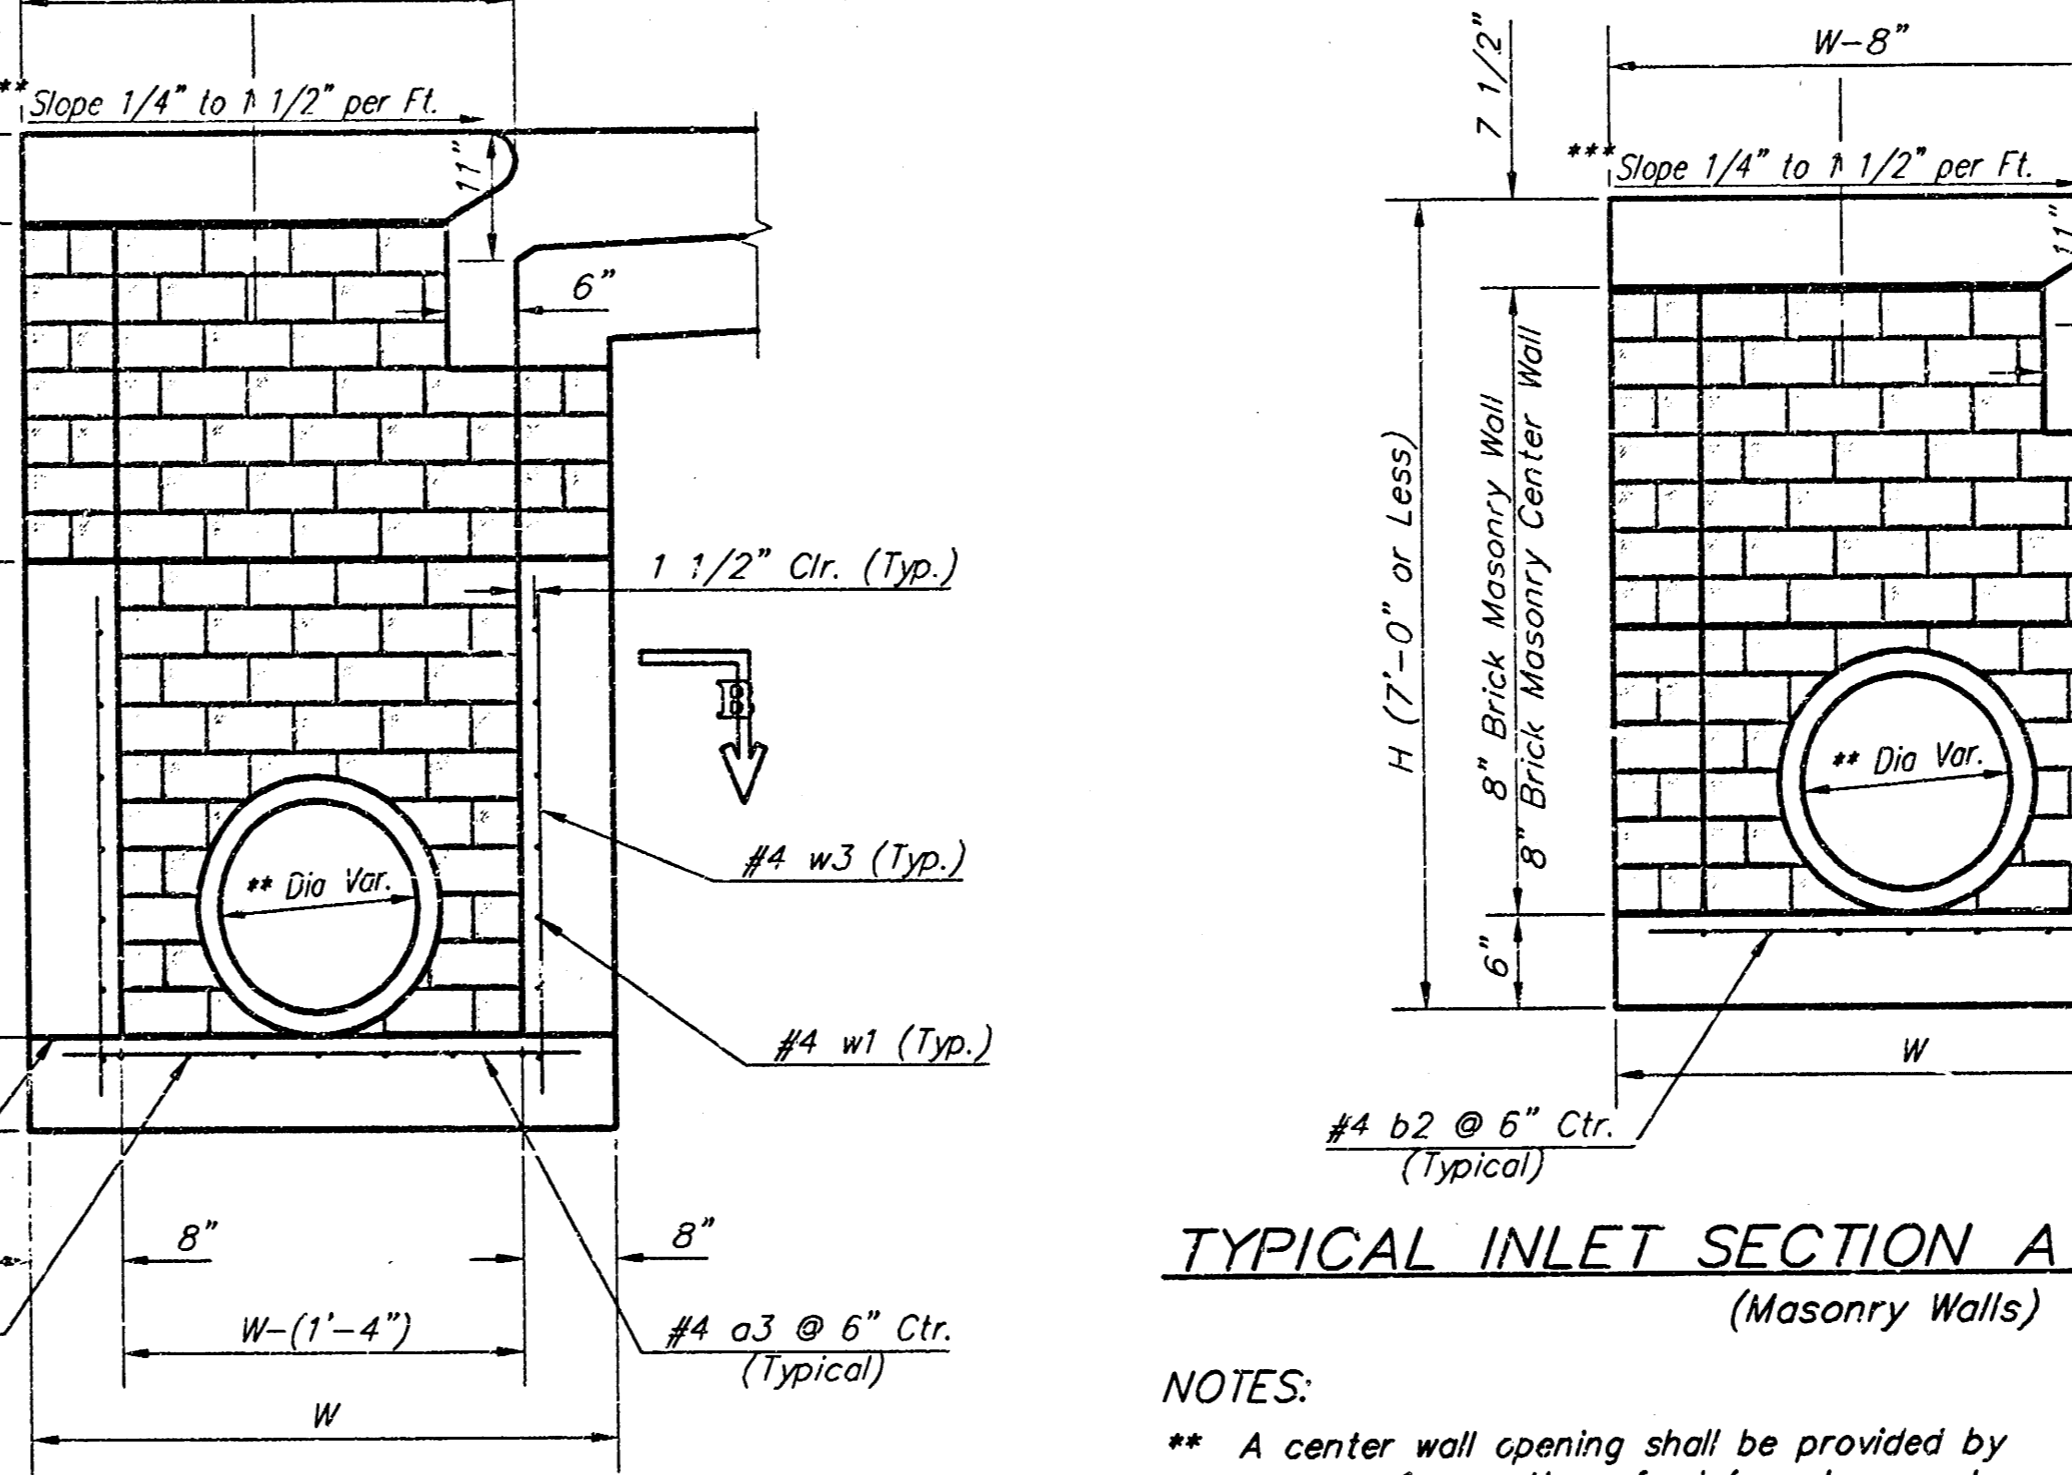 **Slope 1/4" to 1 1/2" per Ft.
11"
6"
1 1/2" Clr. (Typ.)
B
** Dia Var.
#4 w3 (Typ.)
#4 w1 (Typ.)
8"
8"
W-(1'-4")
#4 a3 @ 6" Ctr.
(Typical)
W
7 1/2"
W-8"
***Slope 1/4" to 1 1/2" per Ft.
11"
H (7'-0" or Less)
8" Brick Masonry Wall
8" Brick Masonry Center Wall
** Dia Var.
6"
W
#4 b2 @ 6" Ctr.
(Typical)
TYPICAL INLET SECTION A
(Masonry Walls)
NOTES:
** A center wall opening shall be provided by